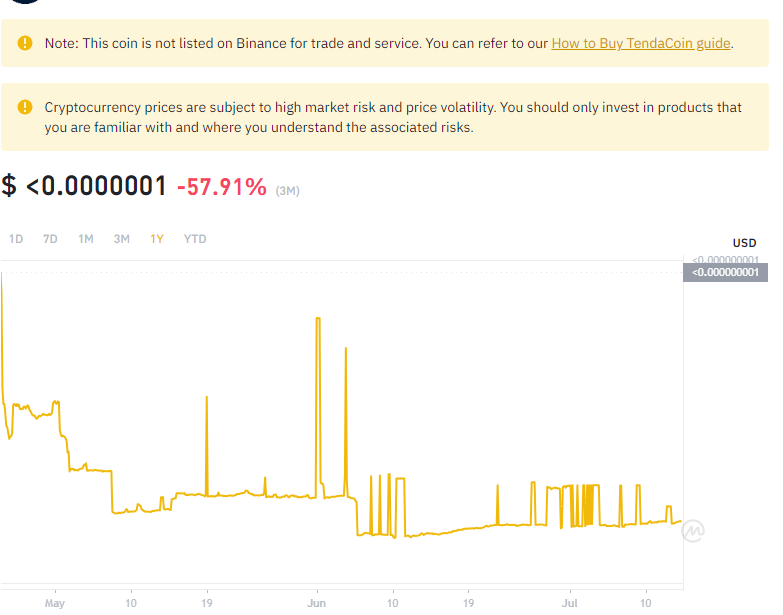 Note: This coin is not listed on Binance for trade and service. You can refer to our How to Buy TendaCoin guide.
Cryptocurrency prices are subject to high market risk and price volatility. You should only invest in products that
you are familiar with and where you understand the associated risks.
$ <0.0000001 -57.91% (3M)
1D 7D 1M 3M 1Y YTD
USD
<0.000000001
<0.000000001
May 10 19 Jun 10 19 Jul 10